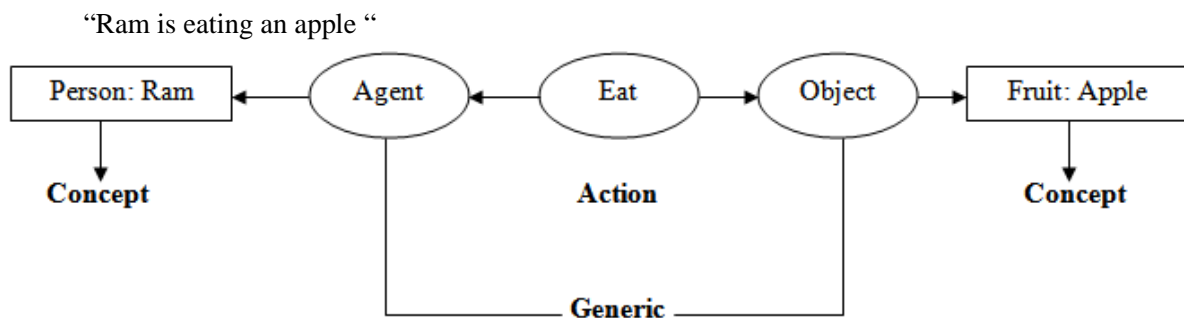 “Ram is eating an apple “
Person: Ram Agent Eat Object Fruit: Apple
Concept Action Concept
Generic